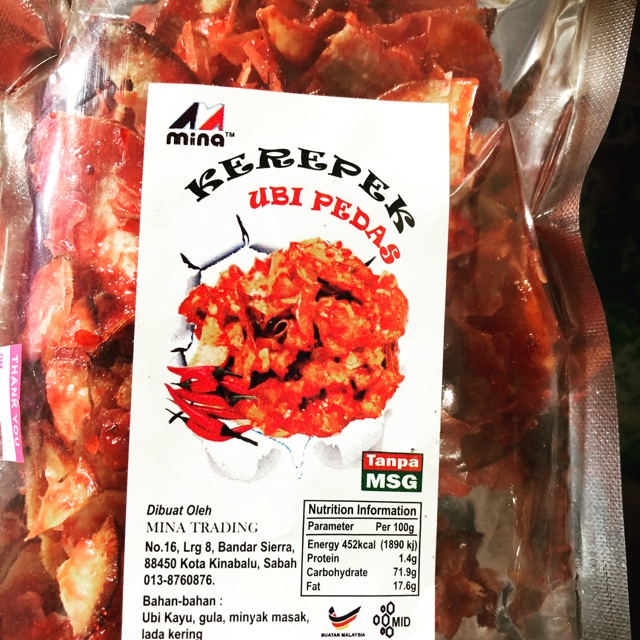 mina™
KEREPEK
UBI PEDAS
Tanpa
MSG
THANK YOU
Dibuat Oleh
MINA TRADING
No.16, Lrg 8, Bandar Sierra,
88450 Kota Kinabalu, Sabah
013-8760876.
Bahan-bahan :
Ubi Kayu, gula, minyak masak,
lada kering
Nutrition Information
Parameter Per 100g
Energy 452kcal (1890 kj)
Protein 1.4g
Carbohydrate 71.9g
Fat 17.6g
BUATAN MALAYSIA
MID